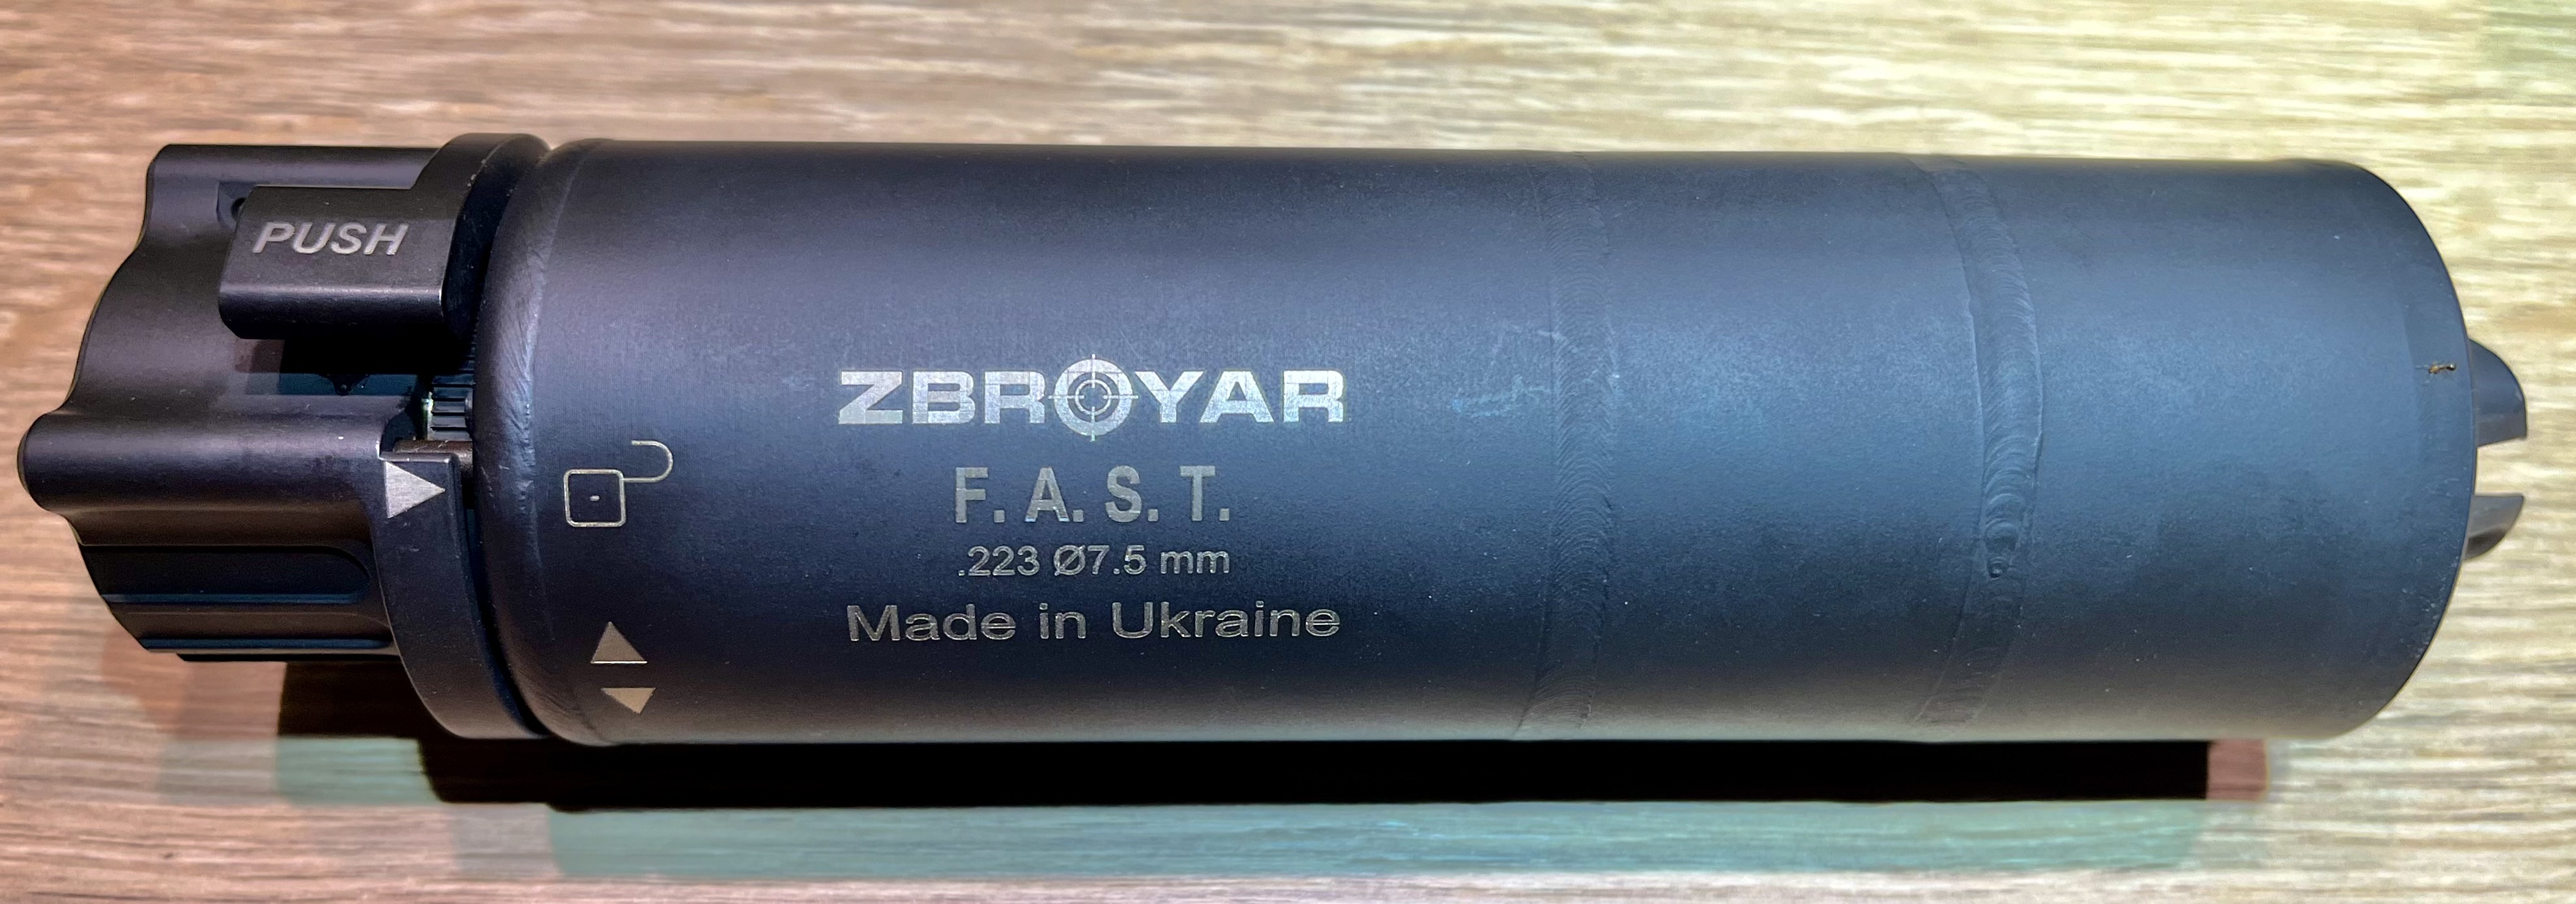 PUSH
ZBROYAR
F. A. S. T.
.223 Ø7.5 mm
Made in Ukraine